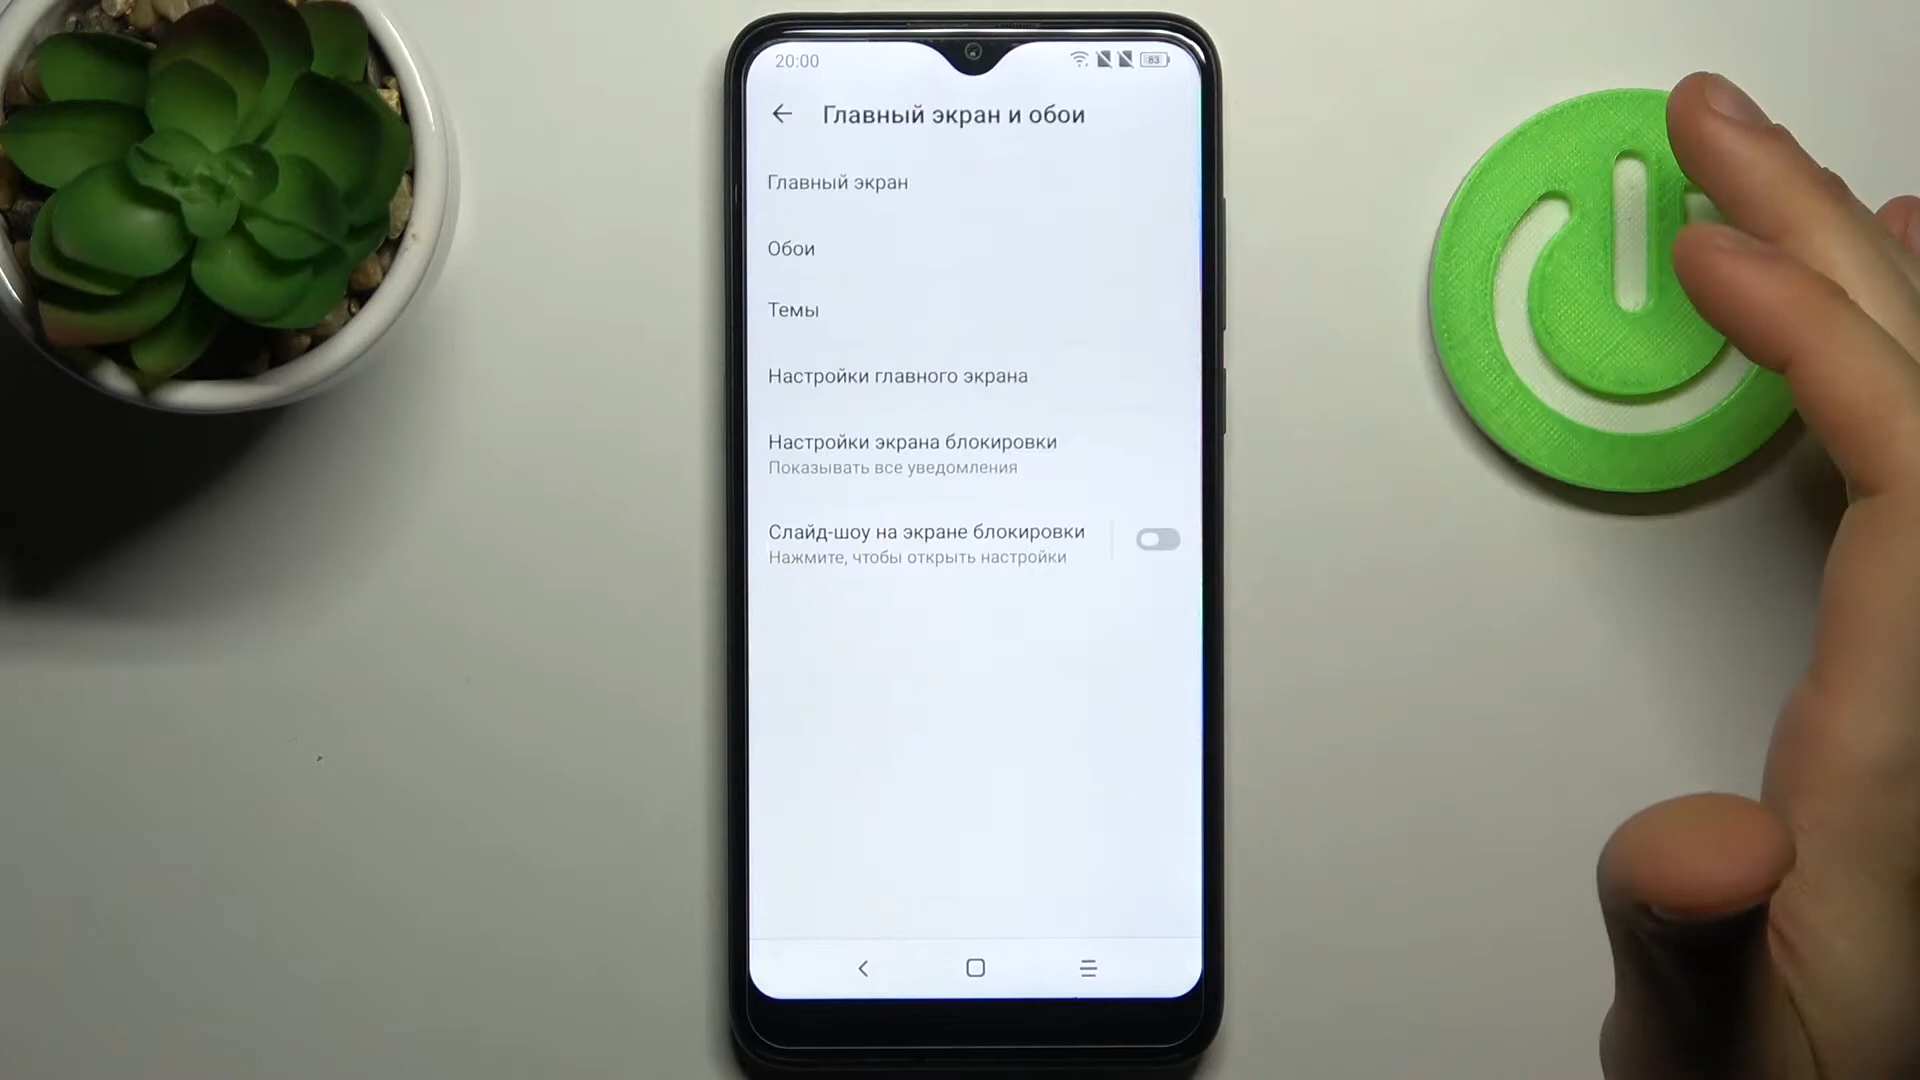 20:00
83
Главный экран и обои
Главный экран
Обои
Темы
Настройки главного экрана
Настройки экрана блокировки
Показывать все уведомления
Слайд-шоу на экране блокировки
Нажмите, чтобы открыть настройки